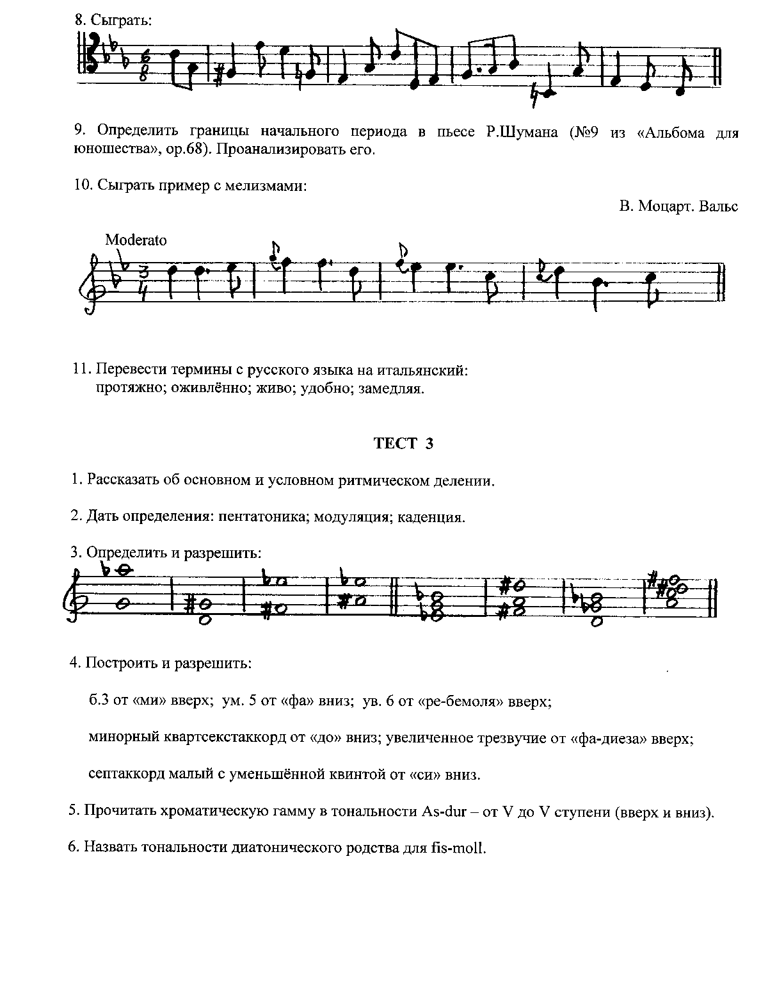 8. Сыграть:
6
8
9. Определить границы начального периода в пьесе Р.Шумана (№9 из «Альбома для
юношества», ор.68). Проанализировать его.
10. Сыграть пример с мелизмами:
В. Моцарт. Вальс
Moderato
3
4
11. Перевести термины с русского языка на итальянский:
протяжно; оживлённо; живо; удобно; замедляя.
ТЕСТ 3
1. Рассказать об основном и условном ритмическом делении.
2. Дать определения: пентатоника; модуляция; каденция.
3. Определить и разрешить:
4. Построить и разрешить:
б.3 от «ми» вверх; ум. 5 от «фа» вниз; ув. 6 от «ре-бемоля» вверх;
минорный квартсекстаккорд от «до» вниз; увеличенное трезвучие от «фа-диеза» вверх;
септаккорд малый с уменьшённой квинтой от «си» вниз.
5. Прочитать хроматическую гамму в тональности As-dur – от V до V ступени (вверх и вниз).
6. Назвать тональности диатонического родства для fis-moll.